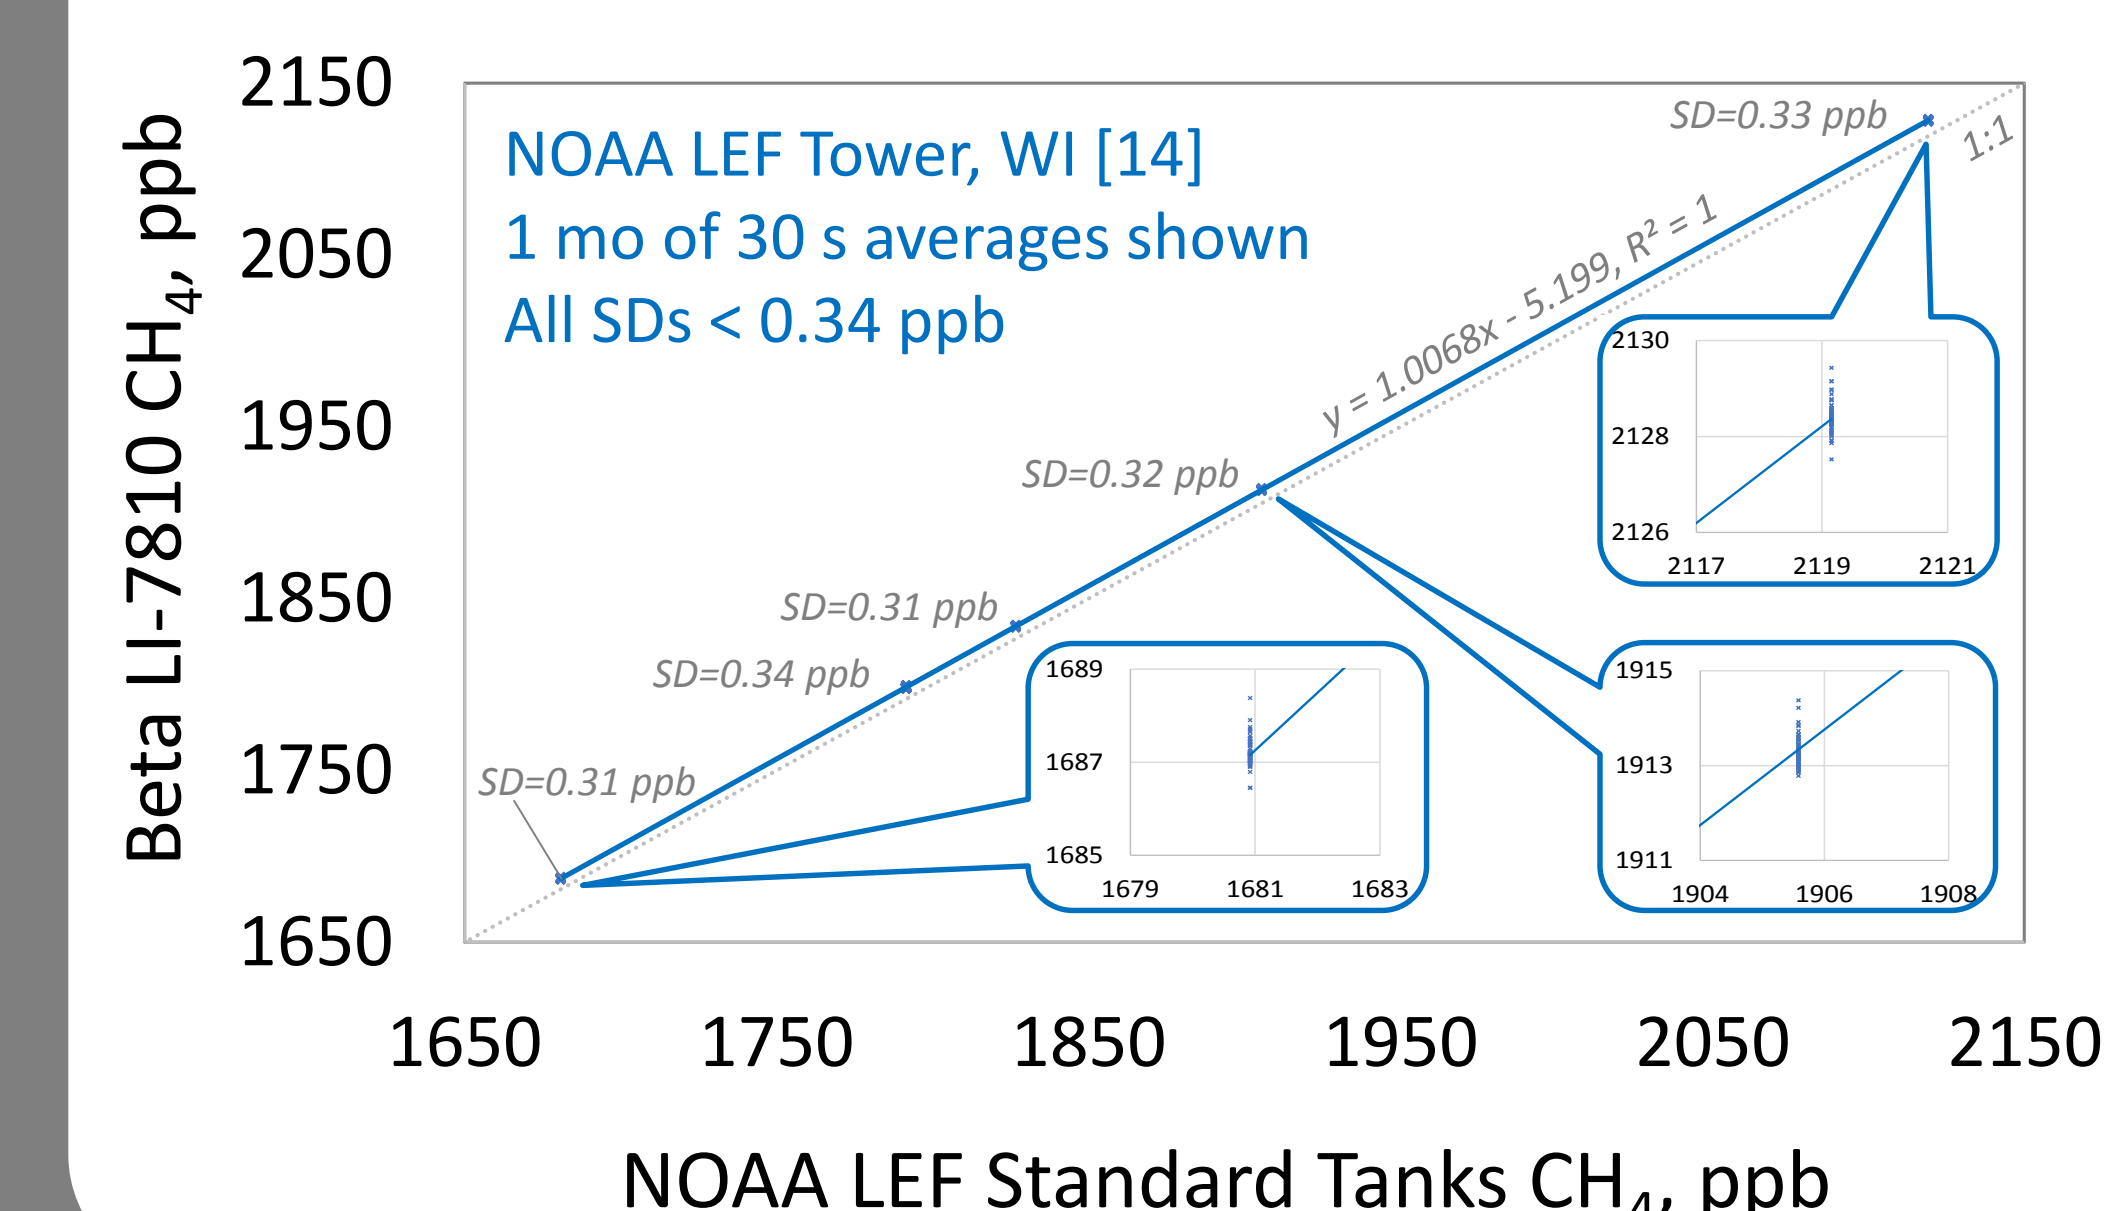 2150
2050
1950
1850
1750
1650
Beta LI-7810 CH₄, ppb
NOAA LEF Tower, WI [14]
1 mo of 30 s averages shown
All SDs < 0.34 ppb
SD=0.33 ppb
1:1
y = 1.0068x - 5.199, R² = 1
SD=0.32 ppb
SD=0.31 ppb
SD=0.34 ppb
SD=0.31 ppb
2130
2128
2126
2117 2119 2121
1689
1687
1685
1679 1681 1683
1915
1913
1911
1904 1906 1908
1650 1750 1850 1950 2050 2150
NOAA LEF Standard Tanks CH₄, ppb